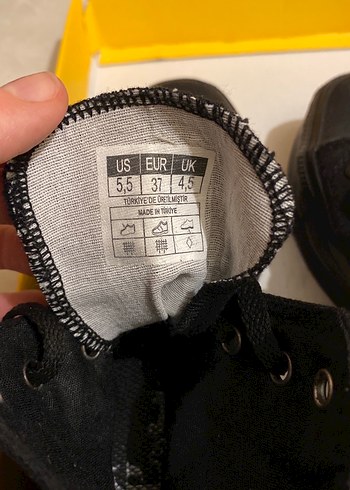 US EUR UK
5,5 37 4,5
TÜRKİYE'DE ÜRETİLMİŞTİR
MADE IN TÜRKİYE